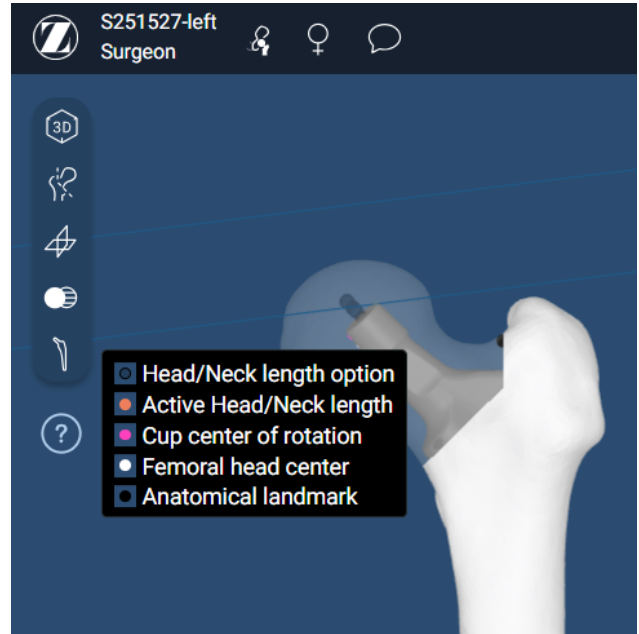 S251527-left
Surgeon
3D
Head/Neck length option
Active Head/Neck length
Cup center of rotation
Femoral head center
Anatomical landmark
?